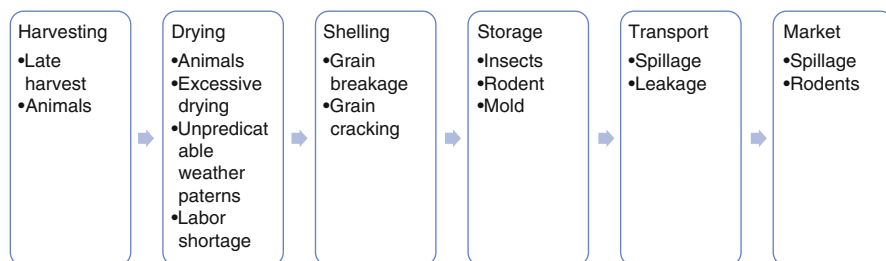 Harvesting
•Late
harvest
•Animals
Drying
•Animals
•Excessive
drying
•Unpredicat
able
weather
paterns
•Labor
shortage
Shelling
•Grain
breakage
•Grain
cracking
Storage
•Insects
•Rodent
•Mold
Transport
•Spillage
•Leakage
Market
•Spillage
•Rodents